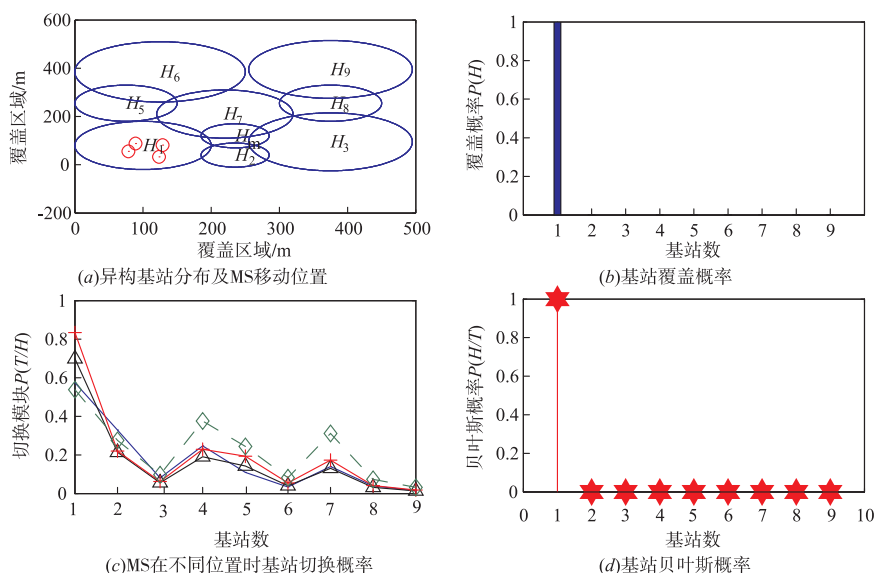 600
400
200
0
-200
覆盖区域/m
H6
H9
H5
H7
H8
H1
Hm
H2
H3
0 100 200 300 400 500
覆盖区域/m
(a)异构基站分布及MS移动位置
1
0.8
0.6
0.4
0.2
0
覆盖概率P(H)
1 2 3 4 5 6 7 8 9
基站数
(b)基站覆盖概率
1
0.8
0.6
0.4
0.2
0
切换模块P(T/H)
1 2 3 4 5 6 7 8 9
基站数
(c)MS在不同位置时基站切换概率
1
0.8
0.6
0.4
0.2
0
贝叶斯概率P(H/T)
0 1 2 3 4 5 6 7 8 9 10
基站数
(d)基站贝叶斯概率